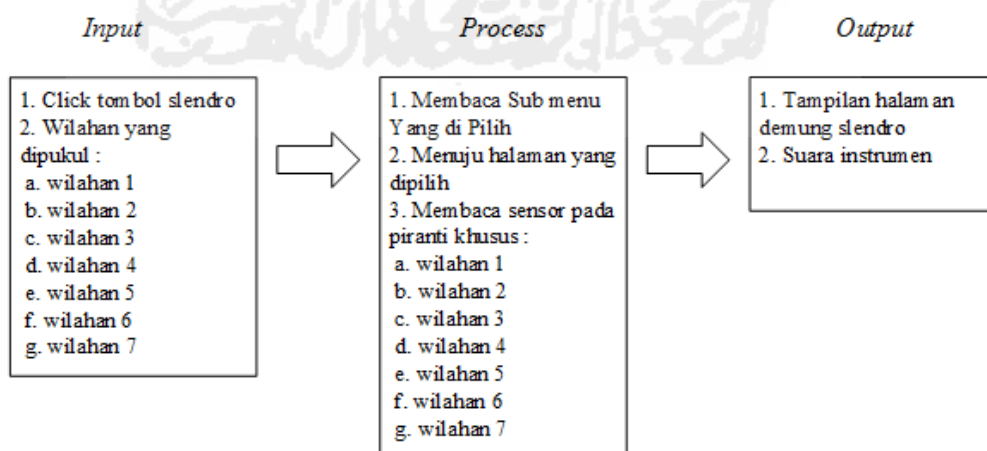 Input
Process
Output
1. Click tombol slendro
2. Wilahan yang
dipukul :
a. wilahan 1
b. wilahan 2
c. wilahan 3
d. wilahan 4
e. wilahan 5
f. wilahan 6
g. wilahan 7
1. Membaca Sub menu
Yang di Pilih
2. Menuju halaman yang
dipilih
3. Membaca sensor pada
piranti khusus :
a. wilahan 1
b. wilahan 2
c. wilahan 3
d. wilahan 4
e. wilahan 5
f. wilahan 6
g. wilahan 7
1. Tampilan halaman
demung slendro
2. Suara instrumen